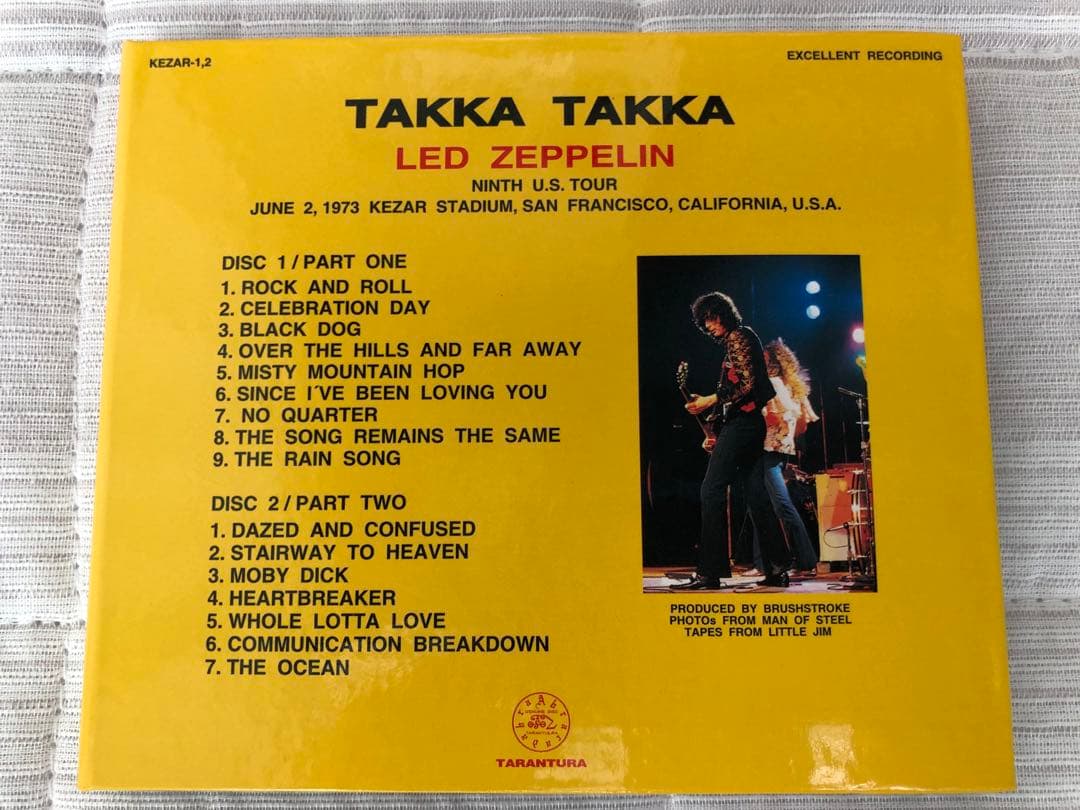 KEZAR-1,2
EXCELLENT RECORDING
TAKKA TAKKA
LED ZEPPELIN
NINTH U.S. TOUR
JUNE 2, 1973 KEZAR STADIUM, SAN FRANCISCO, CALIFORNIA, U.S.A.
DISC 1 / PART ONE
1. ROCK AND ROLL
2. CELEBRATION DAY
3. BLACK DOG
4. OVER THE HILLS AND FAR AWAY
5. MISTY MOUNTAIN HOP
6. SINCE I´VE BEEN LOVING YOU
7. NO QUARTER
8. THE SONG REMAINS THE SAME
9. THE RAIN SONG
DISC 2 / PART TWO
1. DAZED AND CONFUSED
2. STAIRWAY TO HEAVEN
3. MOBY DICK
4. HEARTBREAKER
5. WHOLE LOTTA LOVE
6. COMMUNICATION BREAKDOWN
7. THE OCEAN
PRODUCED BY BRUSHSTROKE
PHOTOs FROM MAN OF STEEL
TAPES FROM LITTLE JIM
TARANTURA